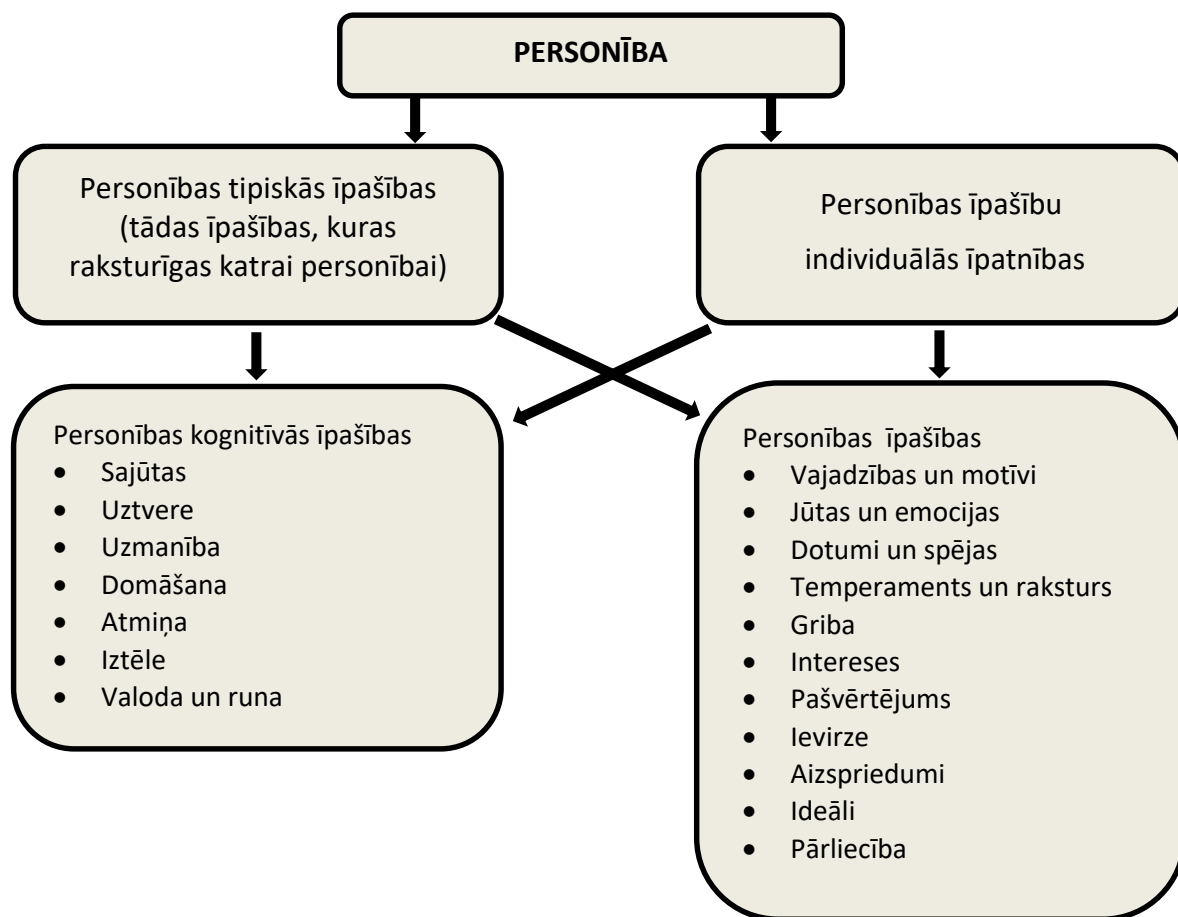 PERSONĪBA
Personības tipiskās īpašības
(tādas īpašības, kuras
raksturīgas katrai personībai)
Personības īpašību
individuālās īpatnības
Personības kognitīvās īpašības
• Sajūtas
• Uztvere
• Uzmanība
• Domāšana
• Atmiņa
• Iztēle
• Valoda un runa
Personības īpašības
• Vajadzības un motīvi
• Jūtas un emocijas
• Dotumi un spējas
• Temperaments un raksturs
• Griba
• Intereses
• Pašvērtējums
• Ievirze
• Aizspriedumi
• Ideāli
• Pārliecība